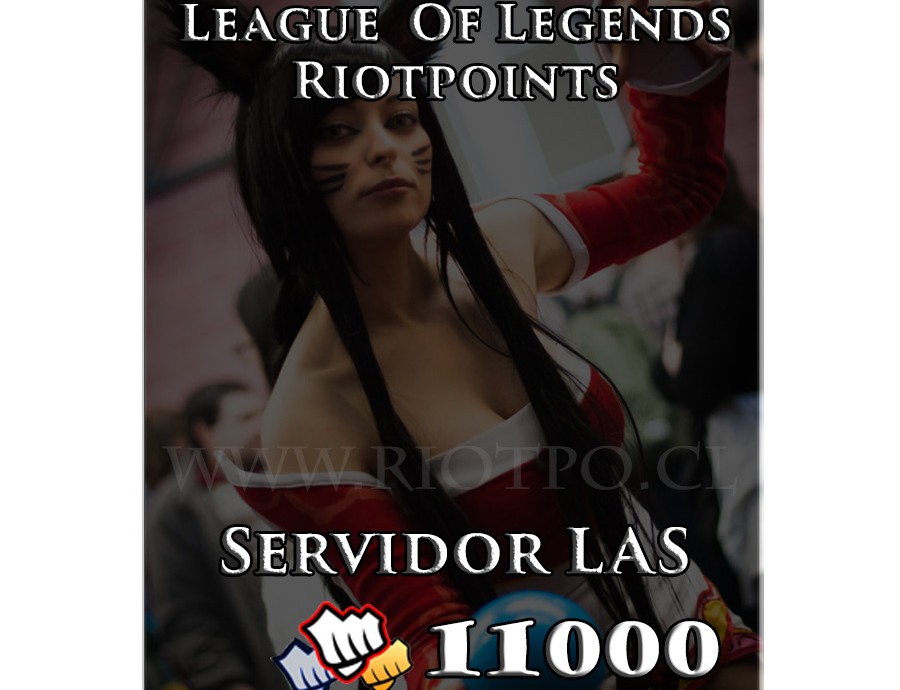 League Of Legends
Riotpoints
www.riotpo.cl
Servidor LAS
11000